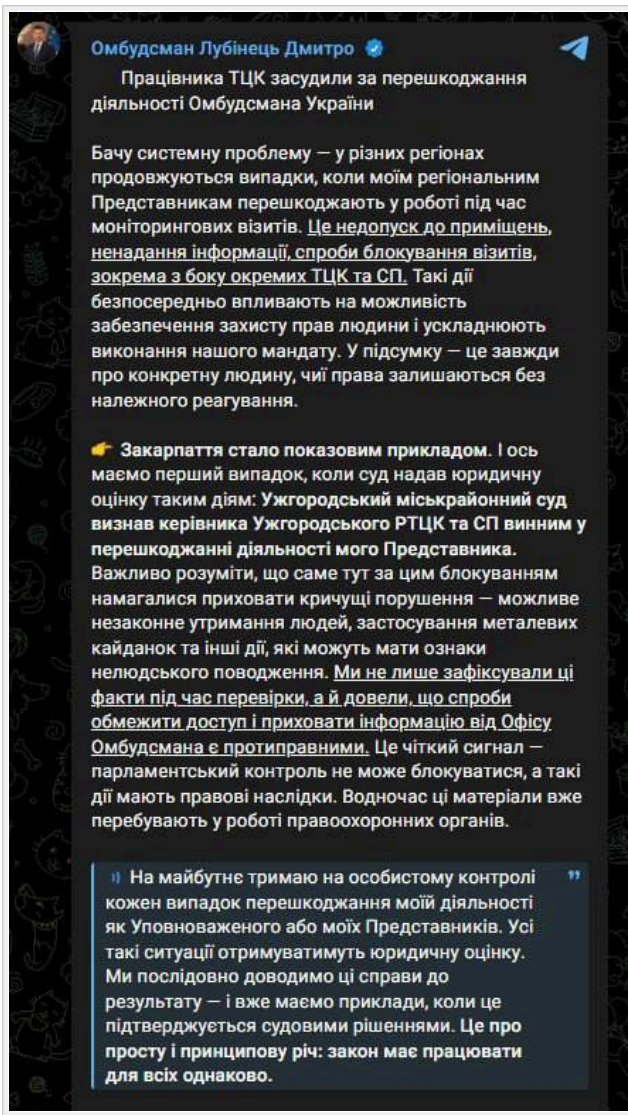 Омбудсман Лубінець Дмитро
Працівника ТЦК засудили за перешкоджання
діяльності Омбудсмана України
Бачу системну проблему — у різних регіонах
продовжуються випадки, коли моїм регіональним
Представникам перешкоджають у роботі під час
моніторингових візитів. Це недопуск до приміщень,
ненадання інформації, спроби блокування візитів,
зокрема з боку окремих ТЦК та СП. Такі дії
безпосередньо впливають на можливість
забезпечення захисту прав людини і ускладнюють
виконання нашого мандату. У підсумку — це завжди
про конкретну людину, чиї права залишаються без
належного реагування.
👉 Закарпаття стало показовим прикладом. І ось
маємо перший випадок, коли суд надав юридичну
оцінку таким діям: Ужгородський міськрайонний суд
визнав керівника Ужгородського РТЦК та СП винним у
перешкоджанні діяльності мого Представника.
Важливо розуміти, що саме тут за цим блокуванням
намагалися приховати кричущі порушення — можливе
незаконне утримання людей, застосування металевих
кайданок та інші дії, які можуть мати ознаки
нелюдського поводження. Ми не лише зафіксували ці
факти під час перевірки, а й довели, що спроби
обмежити доступ і приховати інформацію від Офісу
Омбудсмана є протиправними. Це чіткий сигнал —
парламентський контроль не може блокуватися, а такі
дії мають правові наслідки. Водночас ці матеріали вже
перебувають у роботі правоохоронних органів.
На майбутнє тримаю на особистому контролі
кожен випадок перешкоджання моїй діяльності
як Уповноваженого або моїх Представників. Усі
такі ситуації отримуватимуть юридичну оцінку.
Ми послідовно доводимо ці справи до
результату — і вже маємо приклади, коли це
підтверджується судовими рішеннями. Це про
просту і принципову річ: закон має працювати
для всіх однаково.